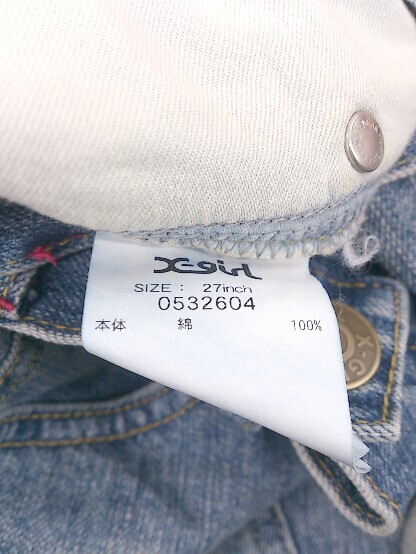 X-girl
SIZE : 27inch
0532604
本体 綿 100%
X-G